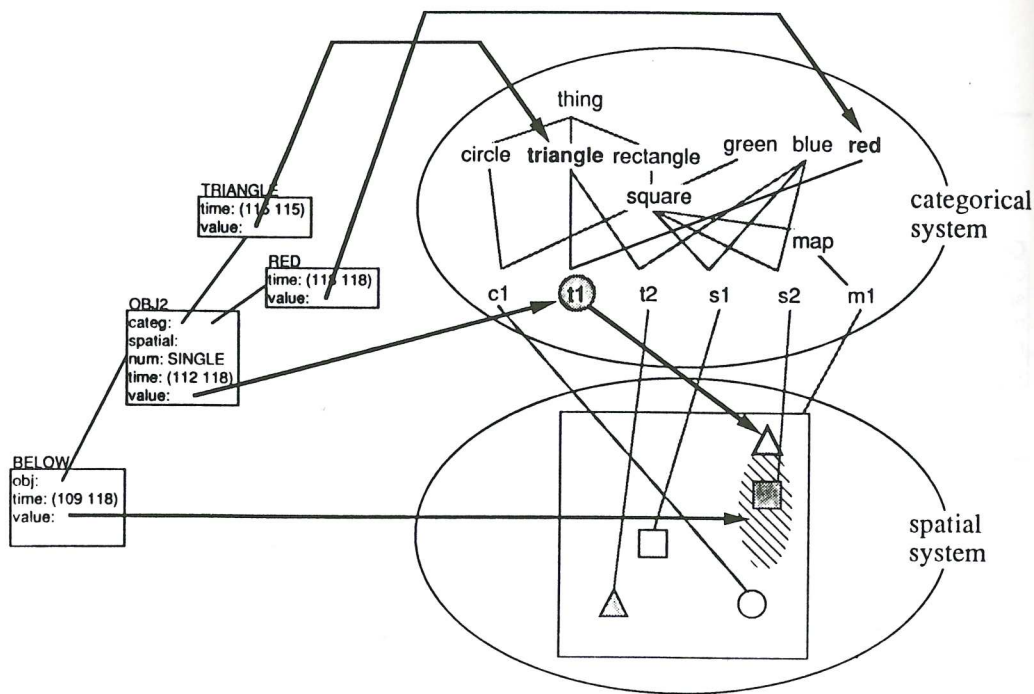 thing
circle triangle rectangle green blue red
square
map
categorical
system
c1 t1 t2 s1 s2 m1
TRIANGLE
time: (115 115)
value:
RED
time: (118 118)
value:
OBJ2
categ:
spatial:
num: SINGLE
time: (112 118)
value:
BELOW
obj:
time: (109 118)
value:
spatial
system